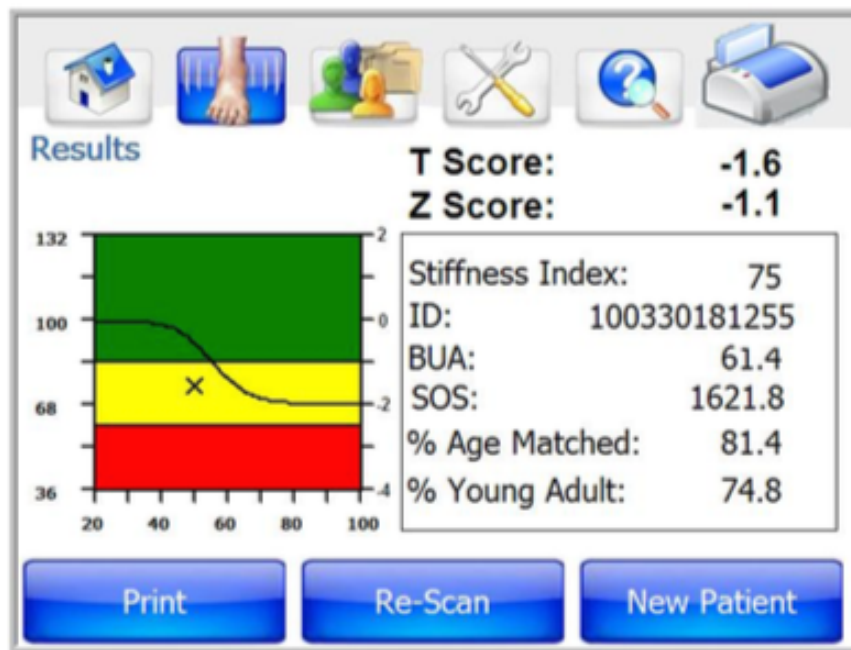 Results
T Score: -1.6
Z Score: -1.1
132 2
100 0
68 -2
36 -4
20 40 60 80 100
Stiffness Index: 75
ID: 100330181255
BUA: 61.4
SOS: 1621.8
% Age Matched: 81.4
% Young Adult: 74.8
Print Re-Scan New Patient